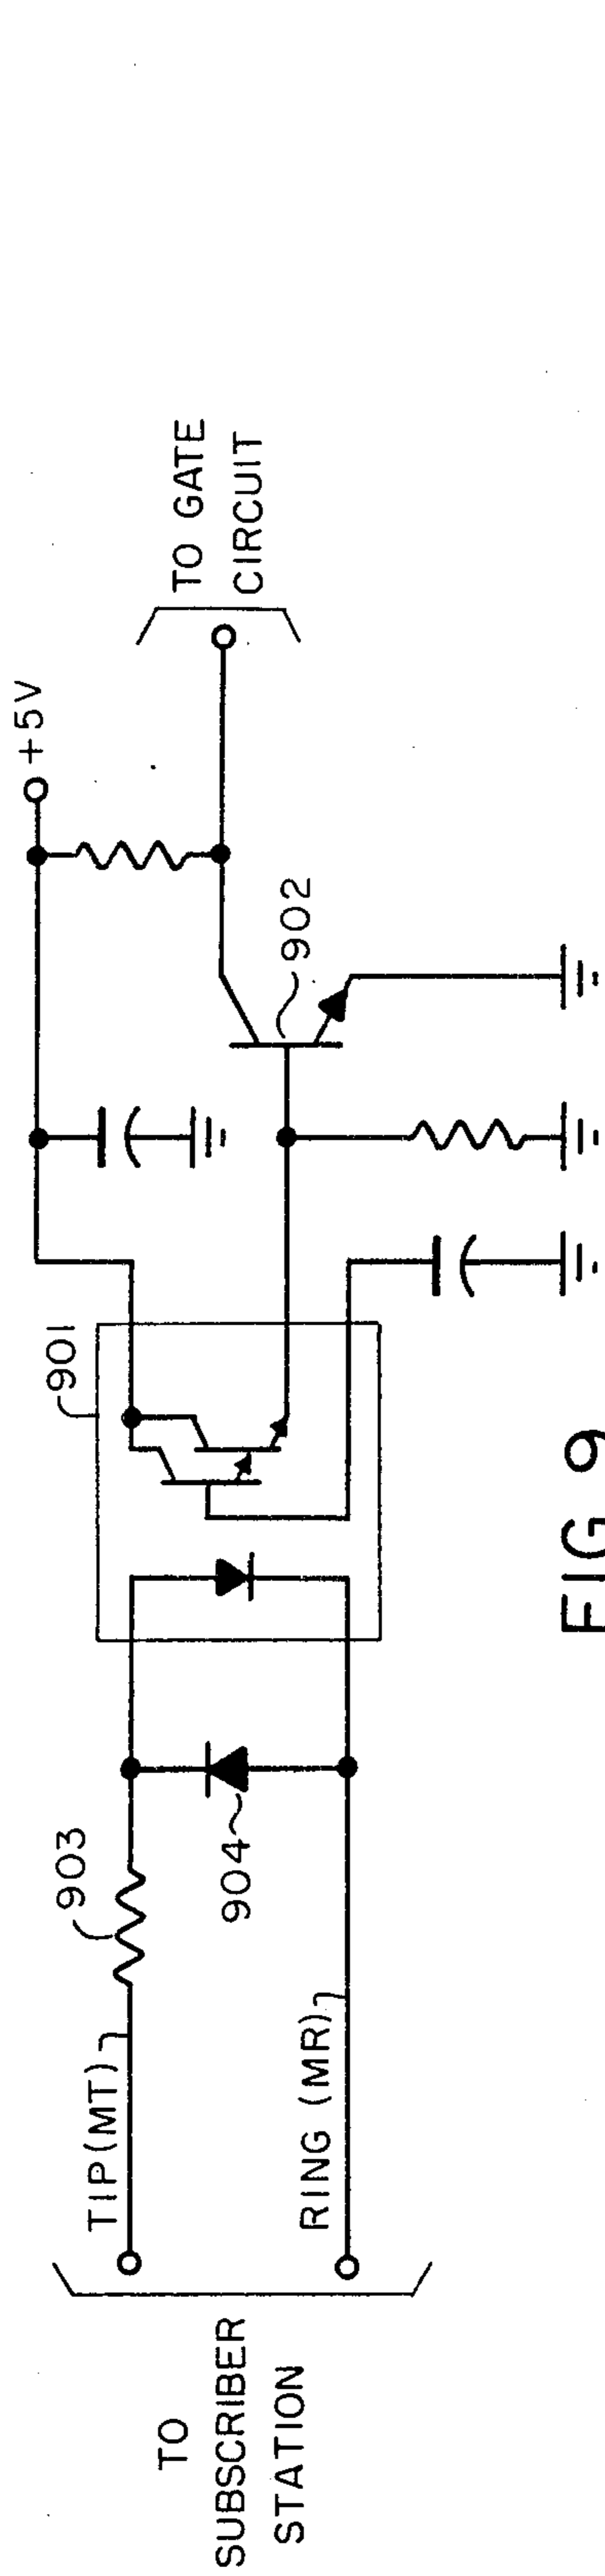 TO
SUBSCRIBER
STATION
TIP(MT)
RING (MR)
903
904
901
902
+5V
TO GATE
CIRCUIT
FIG 9